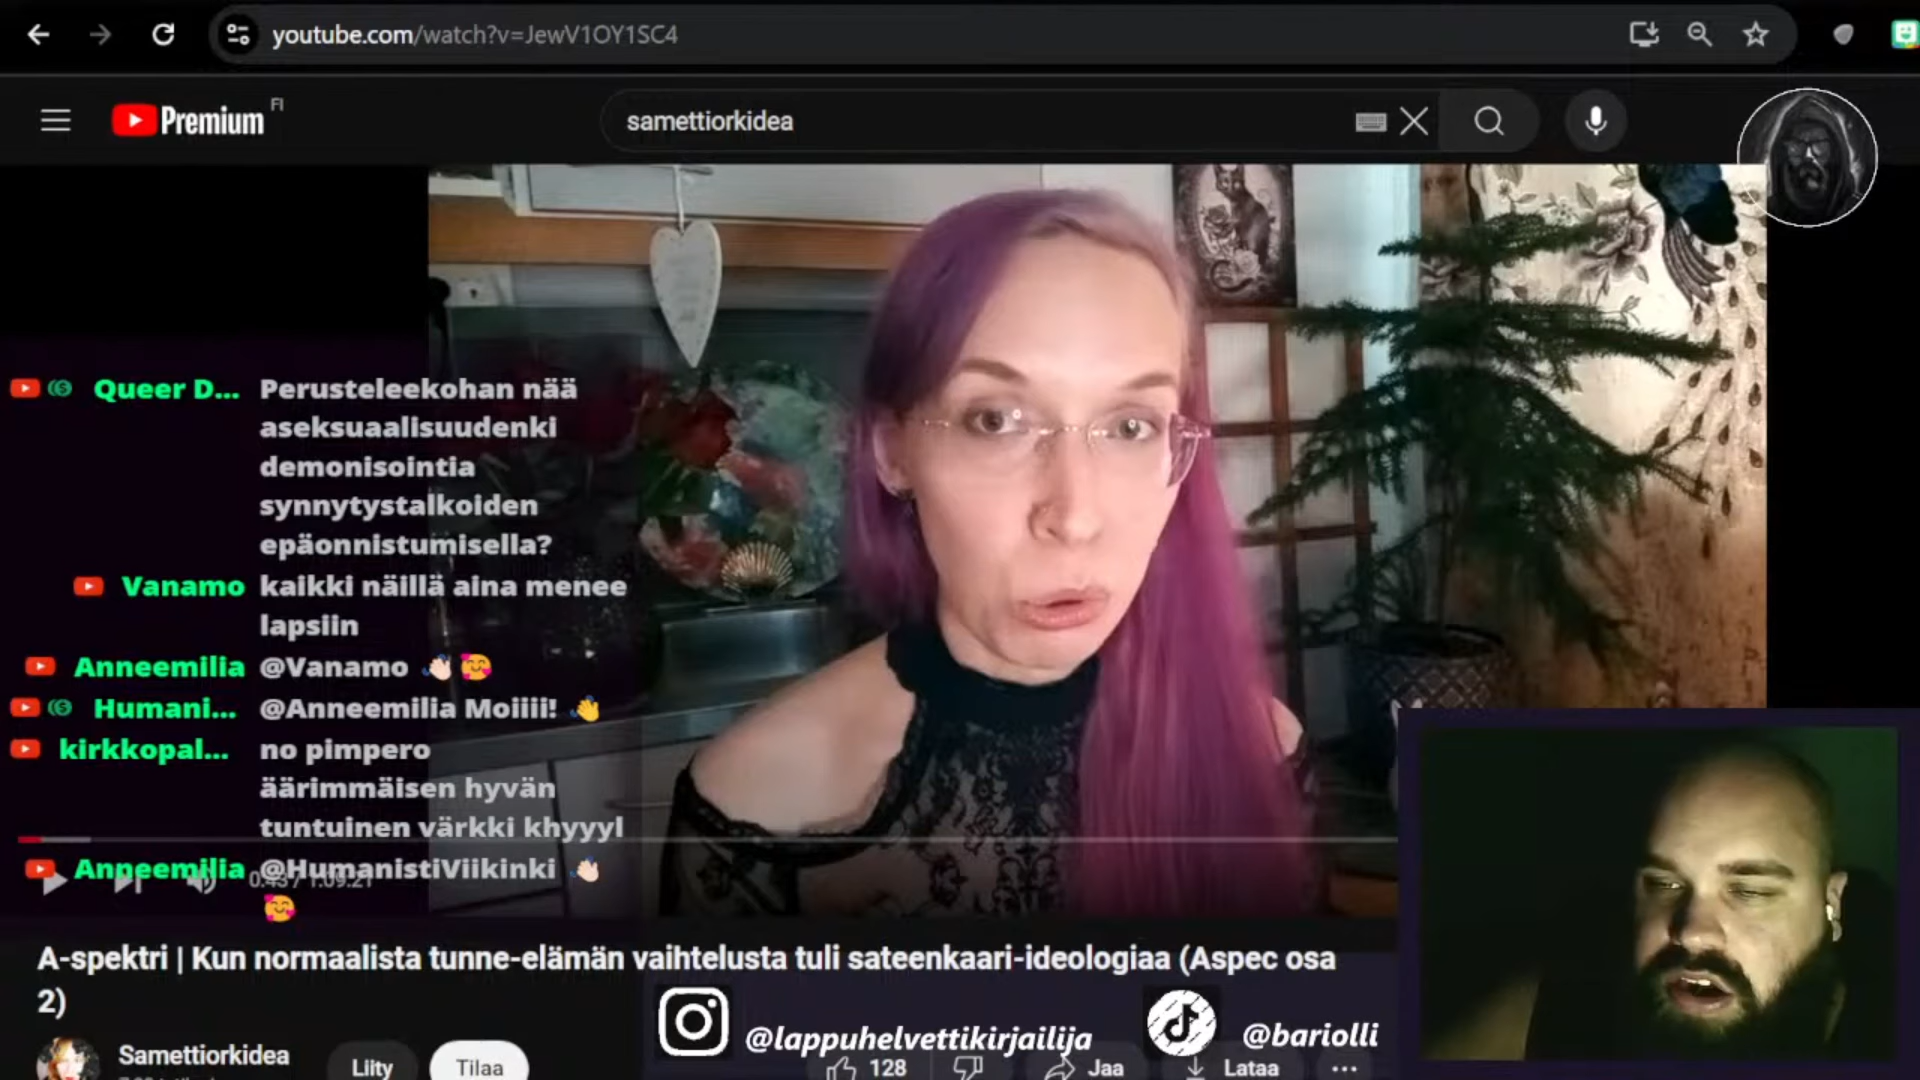 youtube.com/watch?v=JewV1OY1SC4
Premium FI
samettiorkidea
Queer D... Perusteleekohan nää
aseksuaalisuudenki
demonisointia
synnytystalkoiden
epäonnistumisella?
Vanamo kaikki näillä aina menee
lapsiin
Anneemilia @Vanamo 👋🏻🥰
Humani... @Anneemilia Moiiii! 👋
kirkkopal... no pimpero
äärimmäisen hyvän
tuntuinen värkki khyyyl
Anneemilia @HumanistiViikinki 👋🏻
🥰
A-spektri | Kun normaalista tunne-elämän vaihtelusta tuli sateenkaari-ideologiaa (Aspec osa
2)
@lappuhelvettikirjailija
@bariolli
Samettiorkidea
Liity
Tilaa
128
Jaa
Lataa